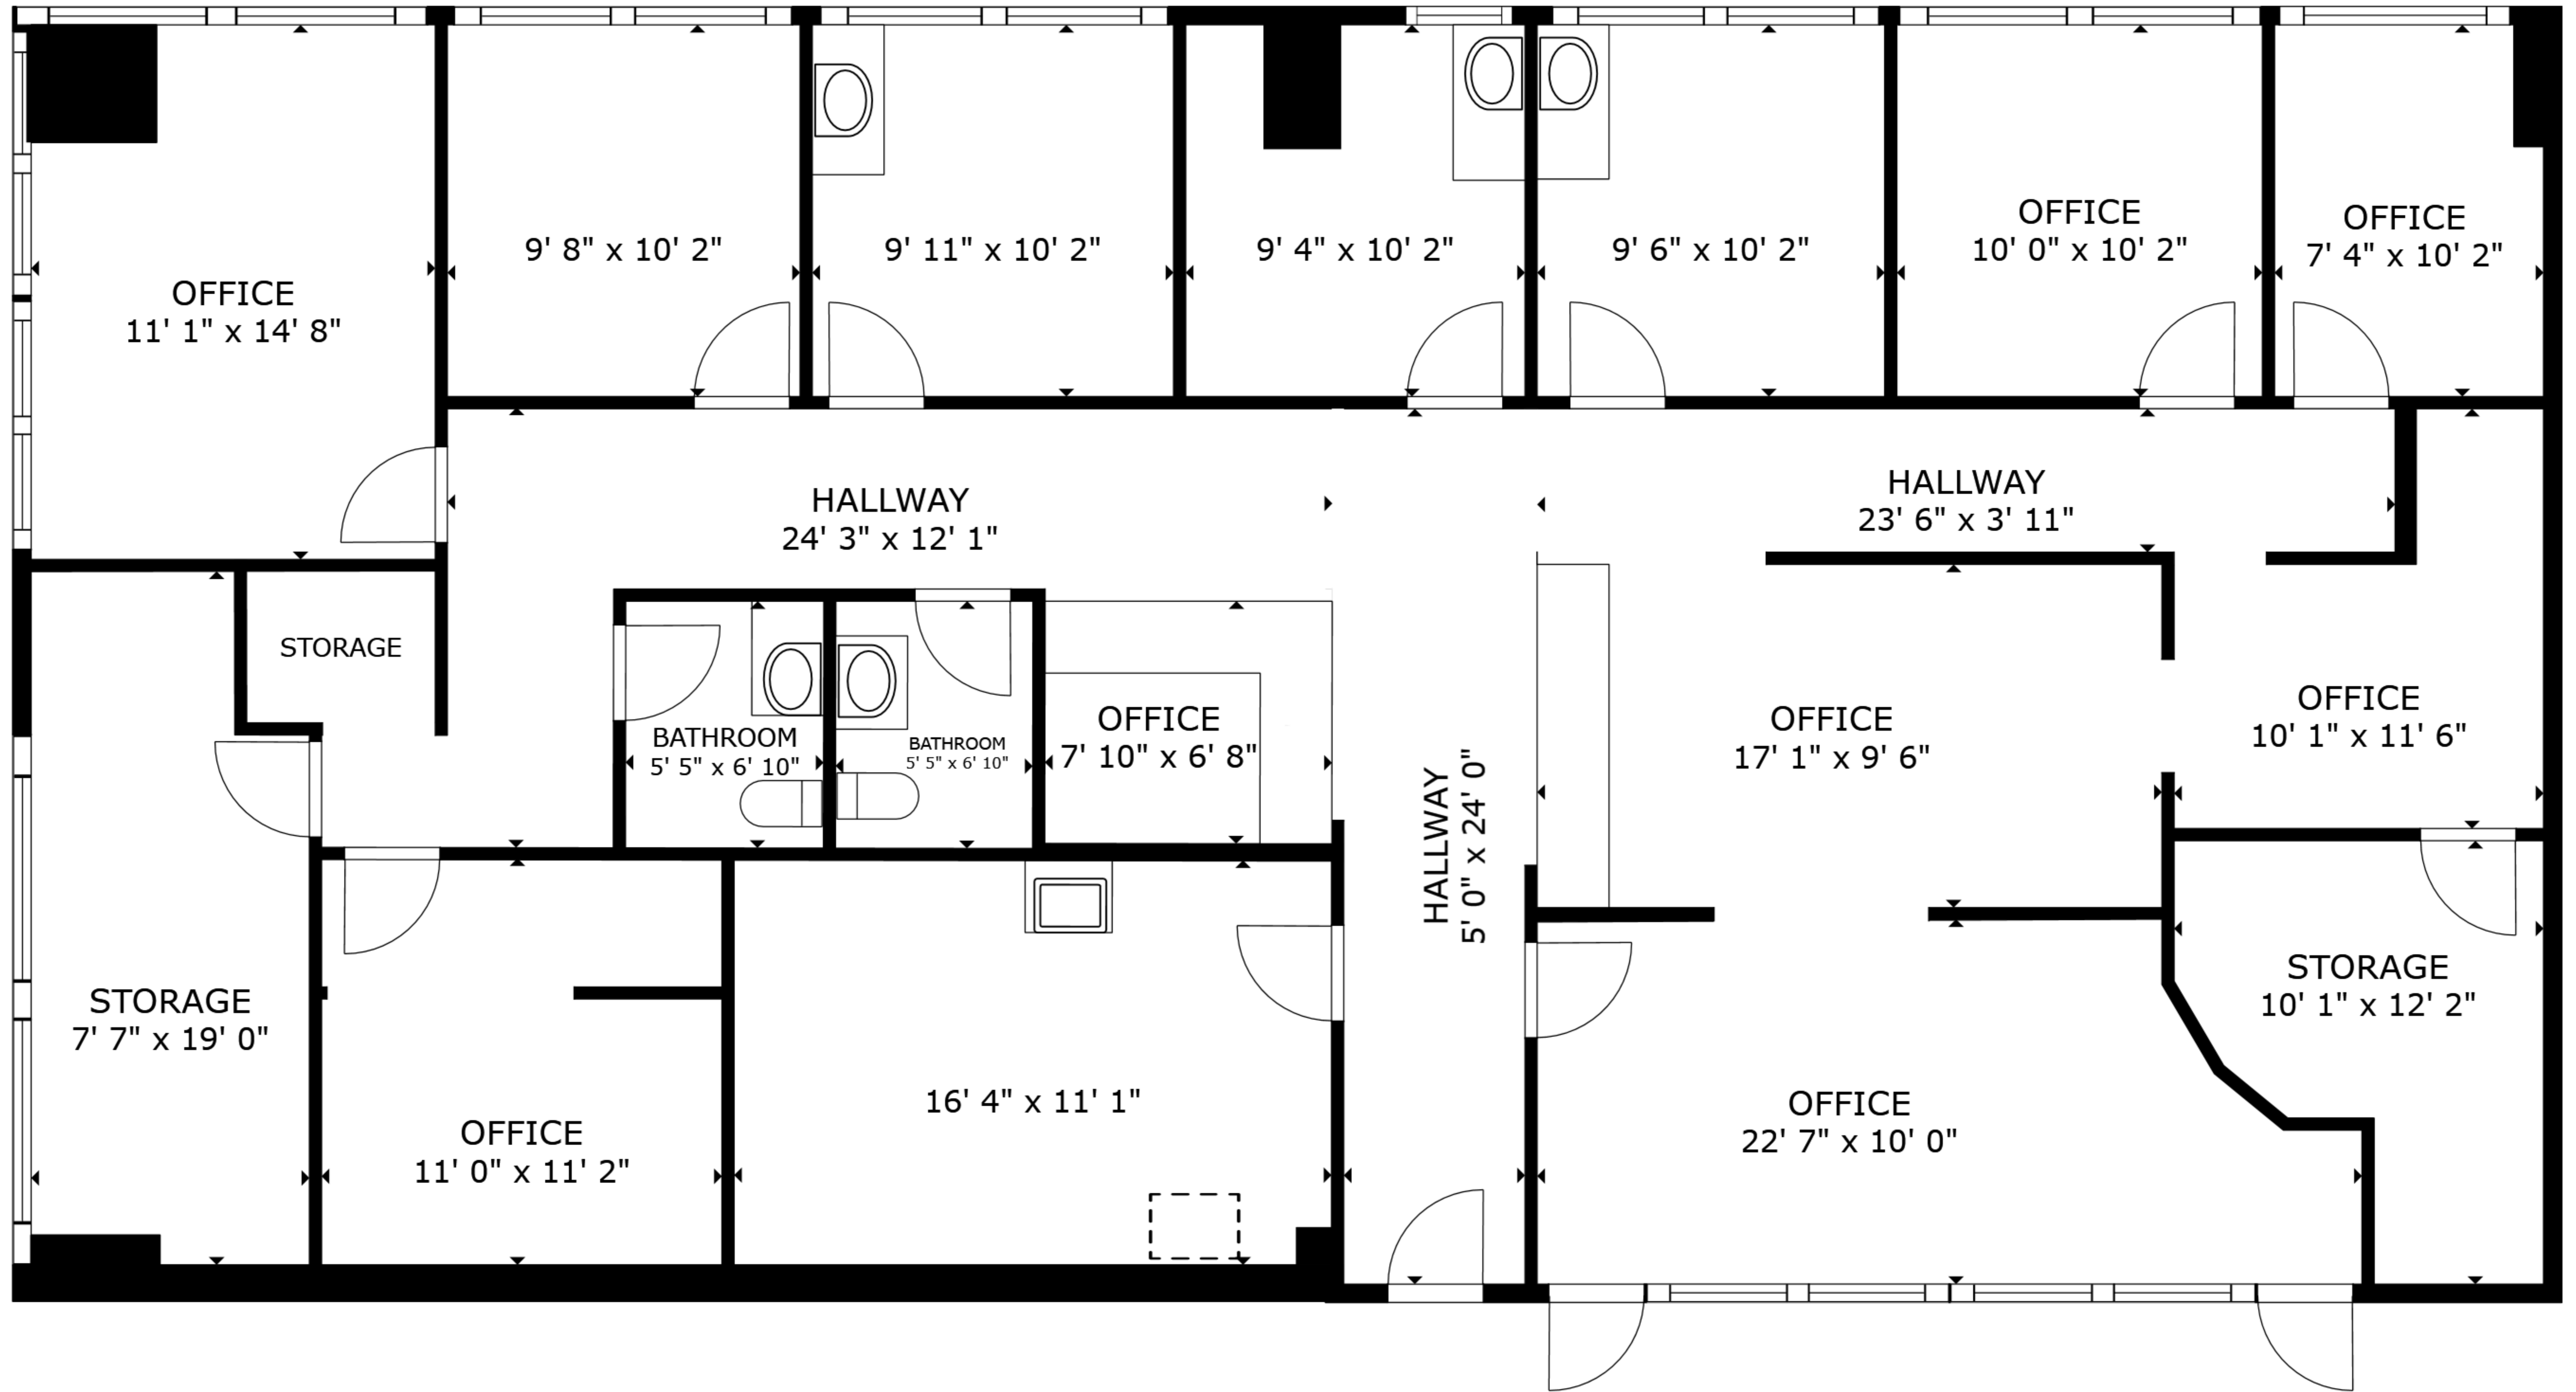 OFFICE
11' 1" x 14' 8"
9' 8" x 10' 2"
9' 11" x 10' 2"
9' 4" x 10' 2"
9' 6" x 10' 2"
OFFICE
10' 0" x 10' 2"
OFFICE
7' 4" x 10' 2"
HALLWAY
24' 3" x 12' 1"
HALLWAY
23' 6" x 3' 11"
STORAGE
BATHROOM
5' 5" x 6' 10"
BATHROOM
5' 5" x 6' 10"
OFFICE
7' 10" x 6' 8"
HALLWAY
5' 0" x 24' 0"
OFFICE
17' 1" x 9' 6"
OFFICE
10' 1" x 11' 6"
STORAGE
7' 7" x 19' 0"
OFFICE
11' 0" x 11' 2"
16' 4" x 11' 1"
OFFICE
22' 7" x 10' 0"
STORAGE
10' 1" x 12' 2"